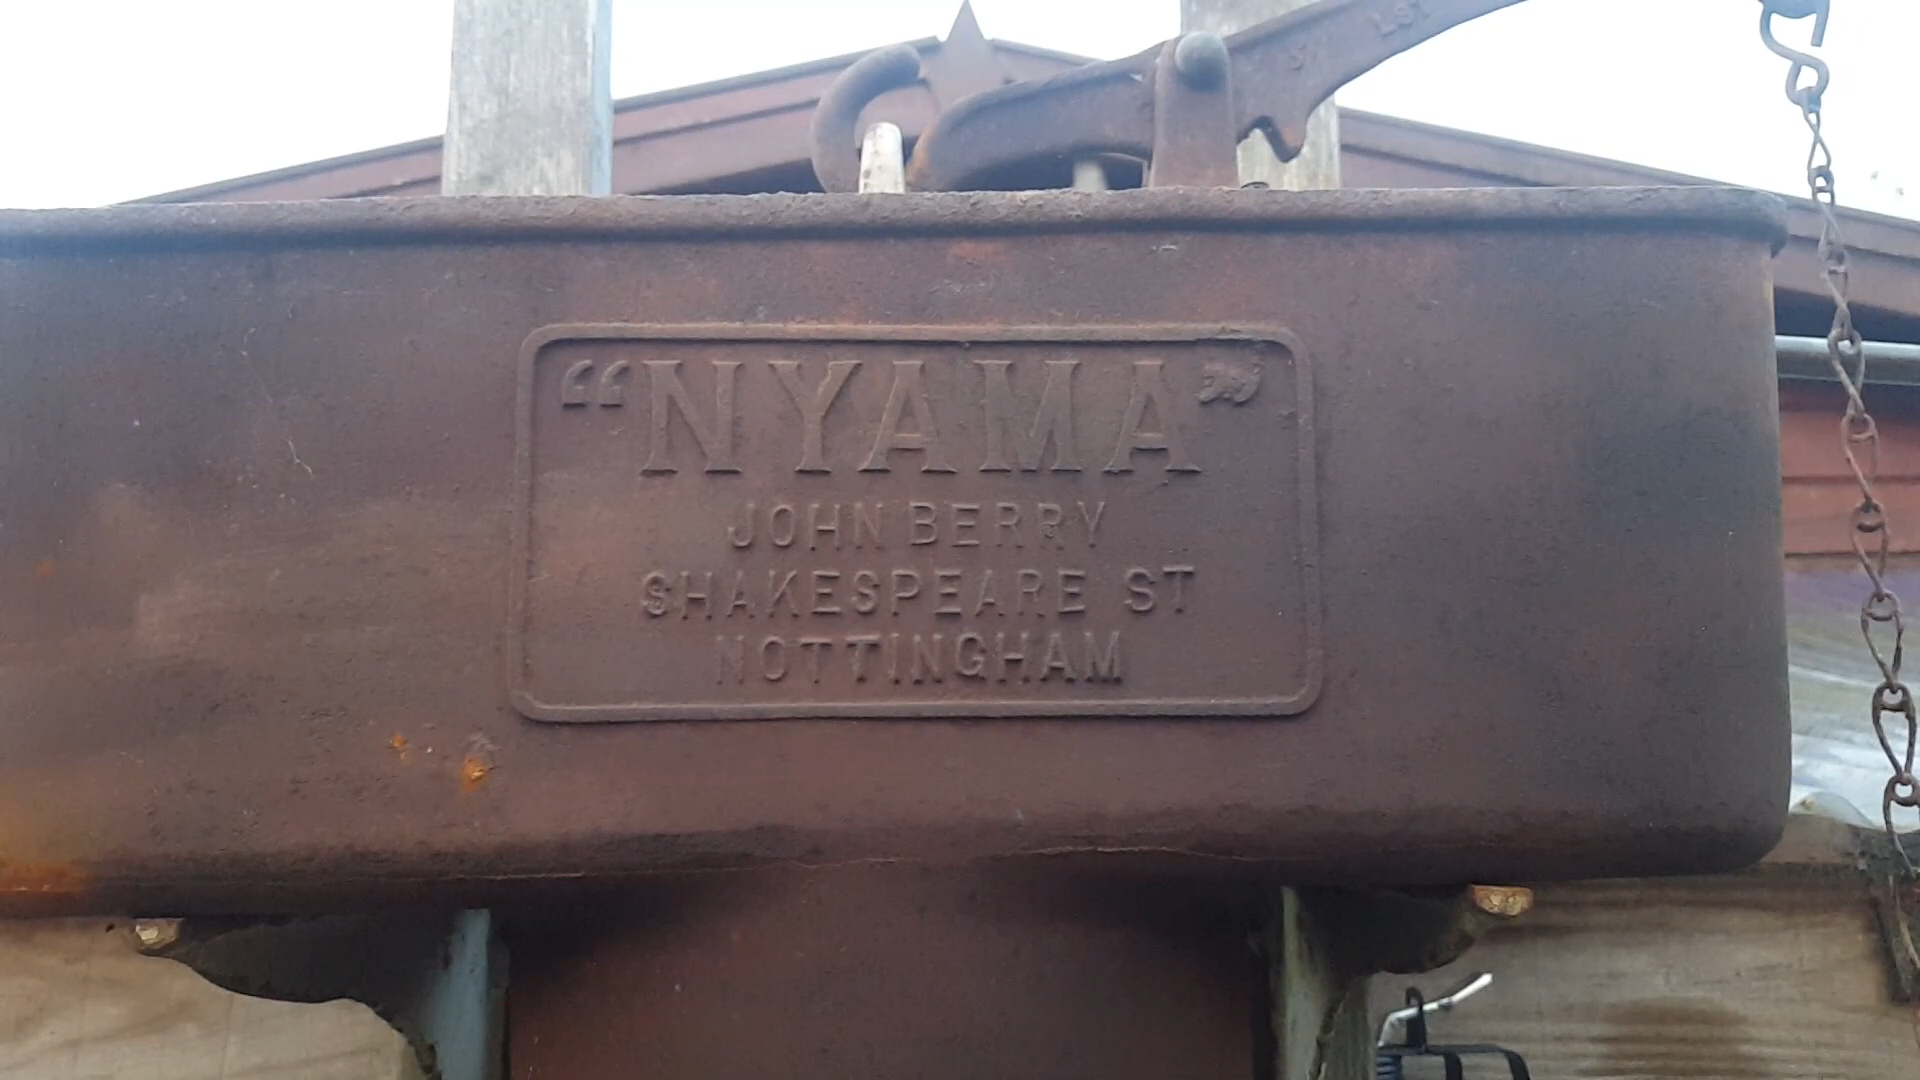 “NYAMA”
JOHN BERRY
SHAKESPEARE ST
NOTTINGHAM